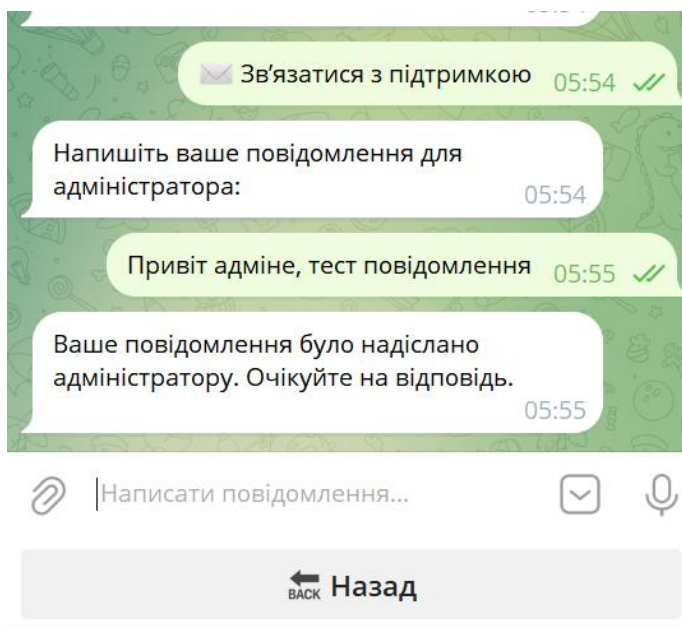 Зв’язатися з підтримкою 05:54
Напишіть ваше повідомлення для
адміністратора:
05:54
Привіт адміне, тест повідомлення 05:55
Ваше повідомлення було надіслано
адміністратору. Очікуйте на відповідь.
05:55
Написати повідомлення...
BACK Назад